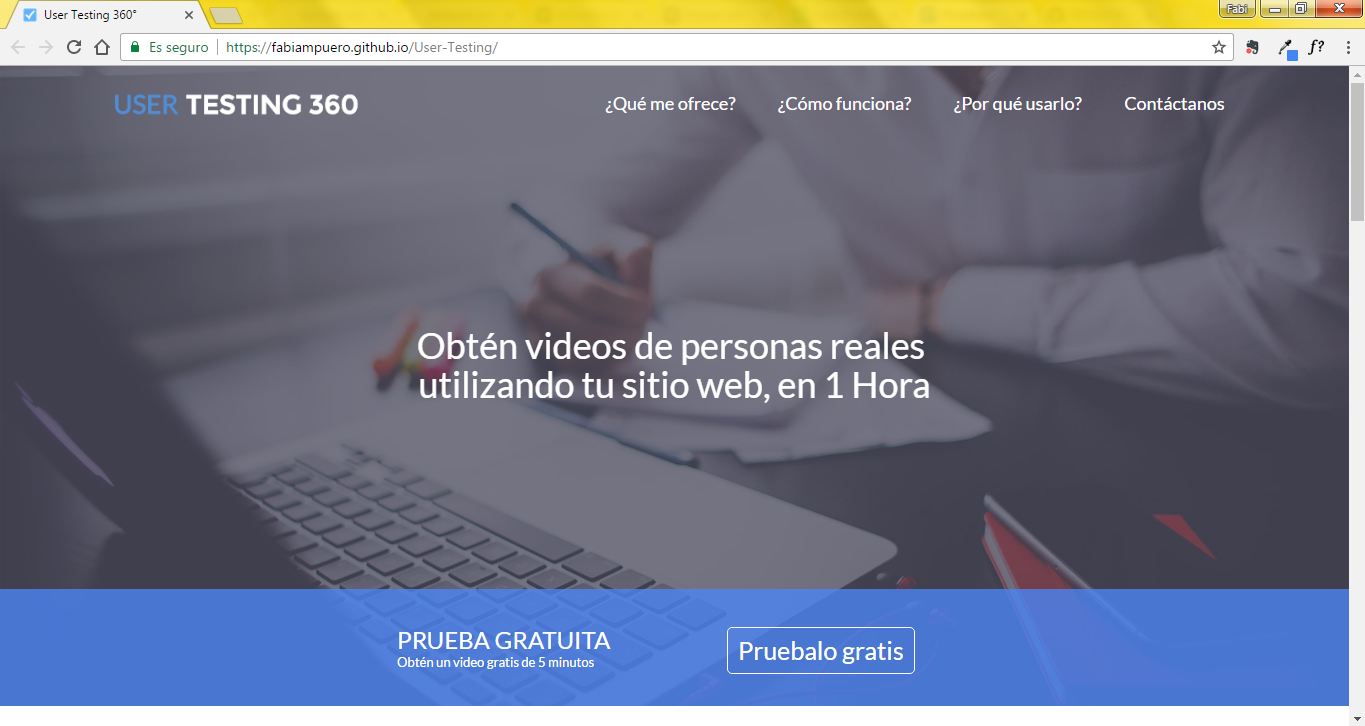 User Testing 360°
Fabi
Es seguro
https://fabiampuero.github.io/User-Testing/
f?
USER TESTING 360
¿Qué me ofrece?
¿Cómo funciona?
¿Por qué usarlo?
Contáctanos
Obtén videos de personas reales
utilizando tu sitio web, en 1 Hora
PRUEBA GRATUITA
Obtén un video gratis de 5 minutos
Pruebalo gratis